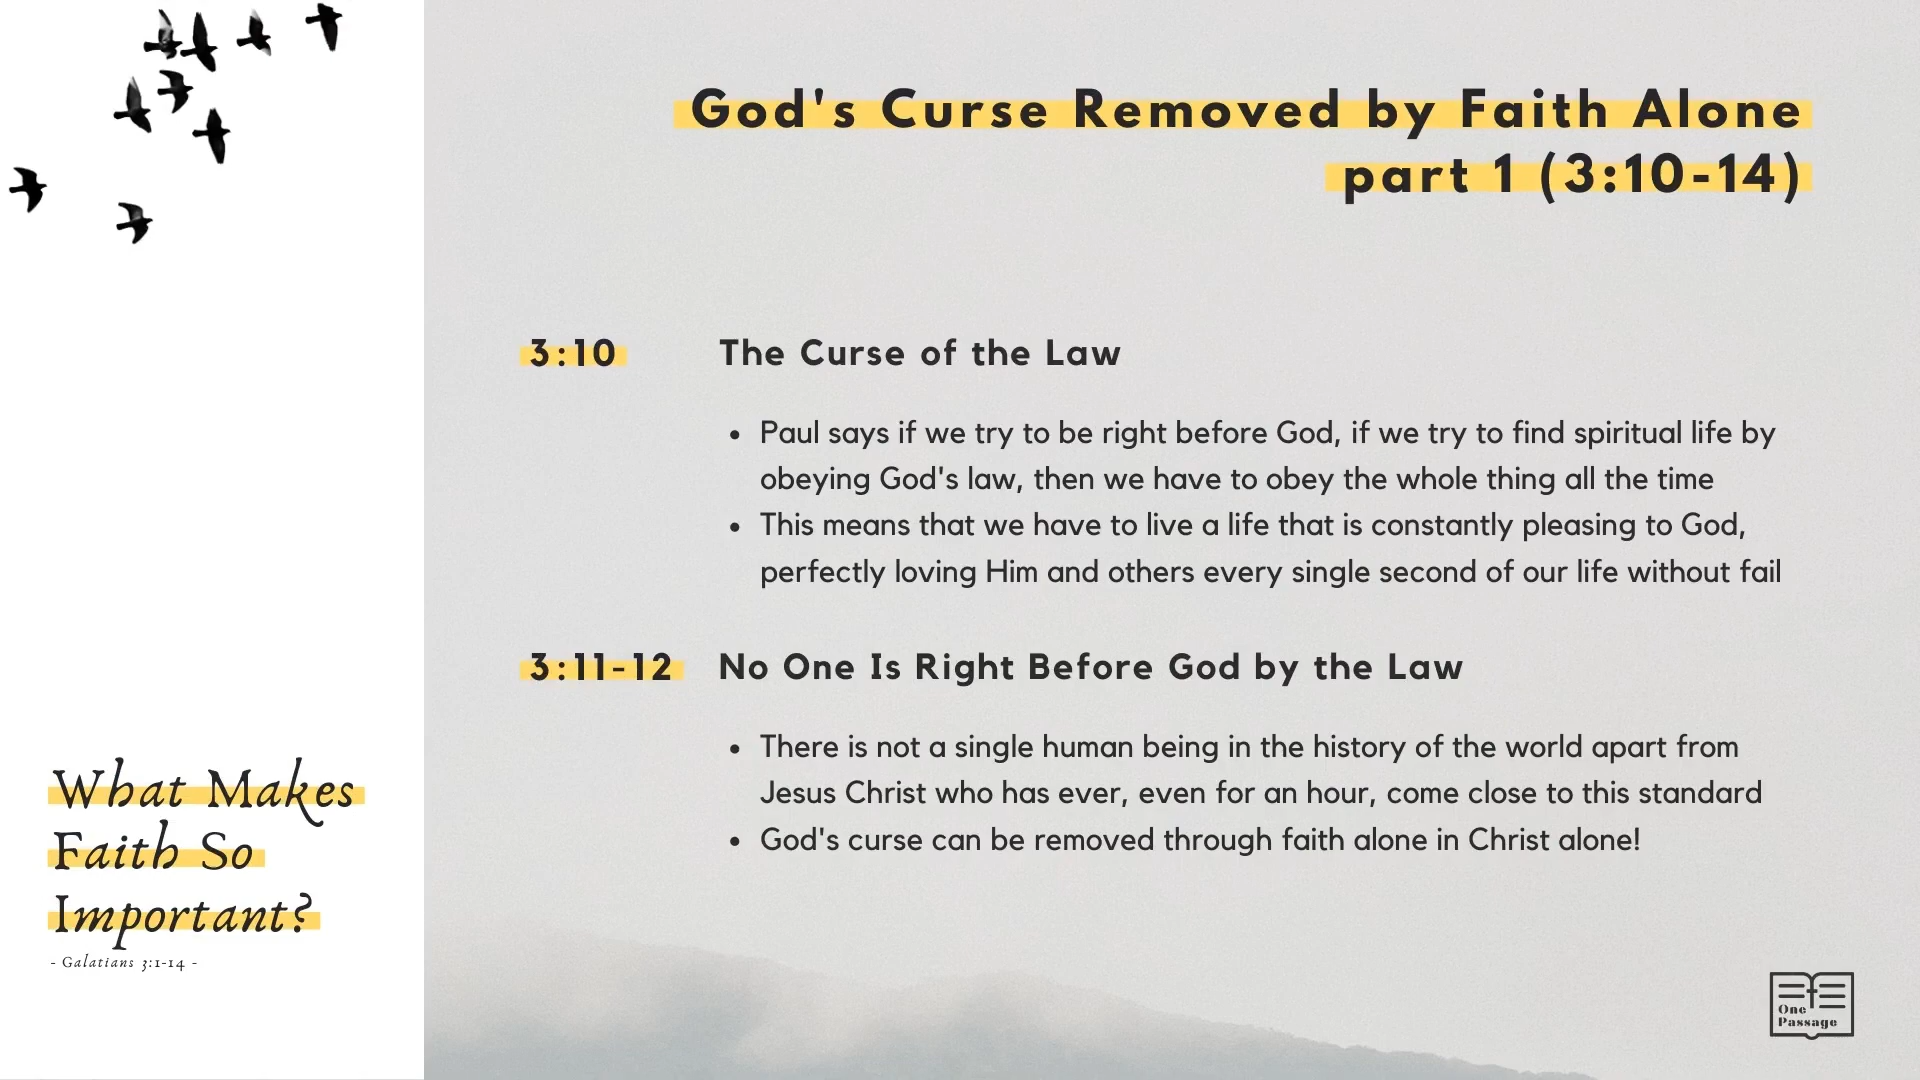 God's Curse Removed by Faith Alone
part 1 (3:10-14)
3:10
The Curse of the Law
• Paul says if we try to be right before God, if we try to find spiritual life by
obeying God's law, then we have to obey the whole thing all the time
• This means that we have to live a life that is constantly pleasing to God,
perfectly loving Him and others every single second of our life without fail
3:11-12
No One Is Right Before God by the Law
• There is not a single human being in the history of the world apart from
Jesus Christ who has ever, even for an hour, come close to this standard
• God's curse can be removed through faith alone in Christ alone!
What Makes
Faith So
Important?
- Galatians 3:1-14 -
One
Passage